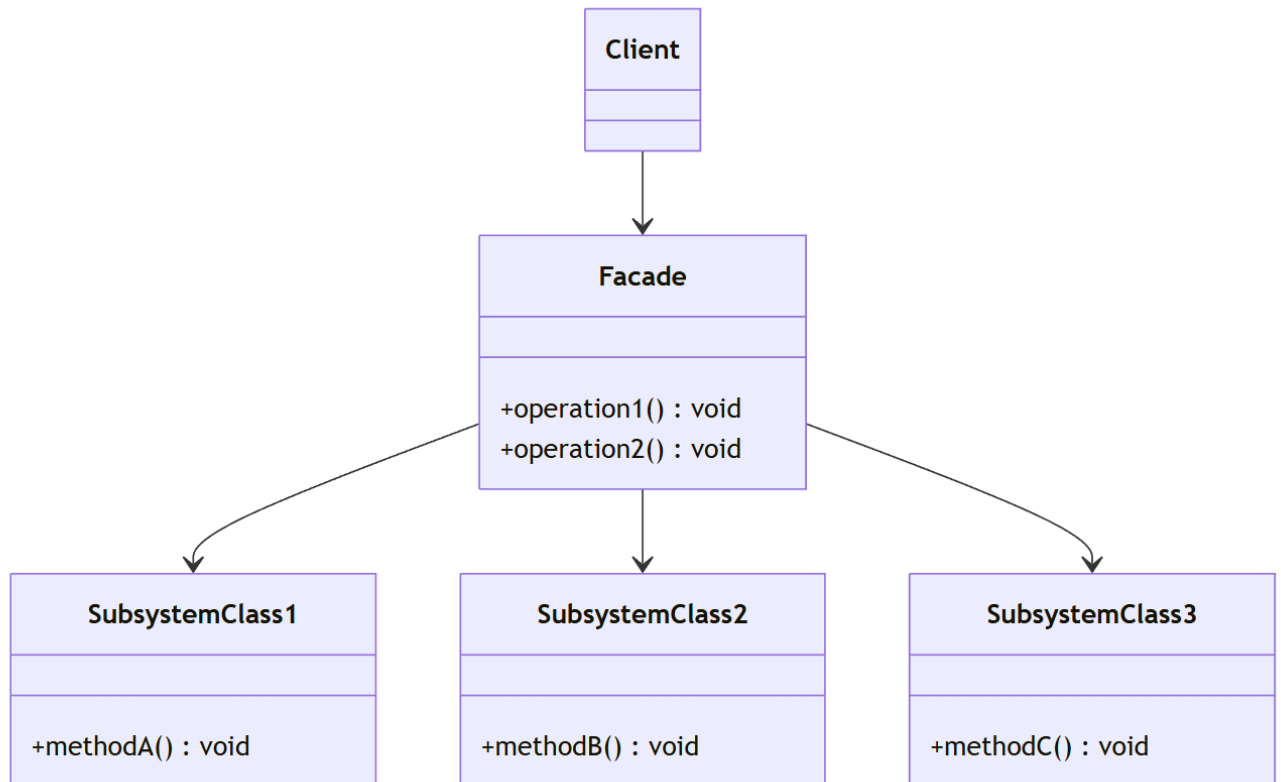 Client
Facade
+operation1() : void
+operation2() : void
SubsystemClass1
SubsystemClass2
SubsystemClass3
+methodA() : void
+methodB() : void
+methodC() : void